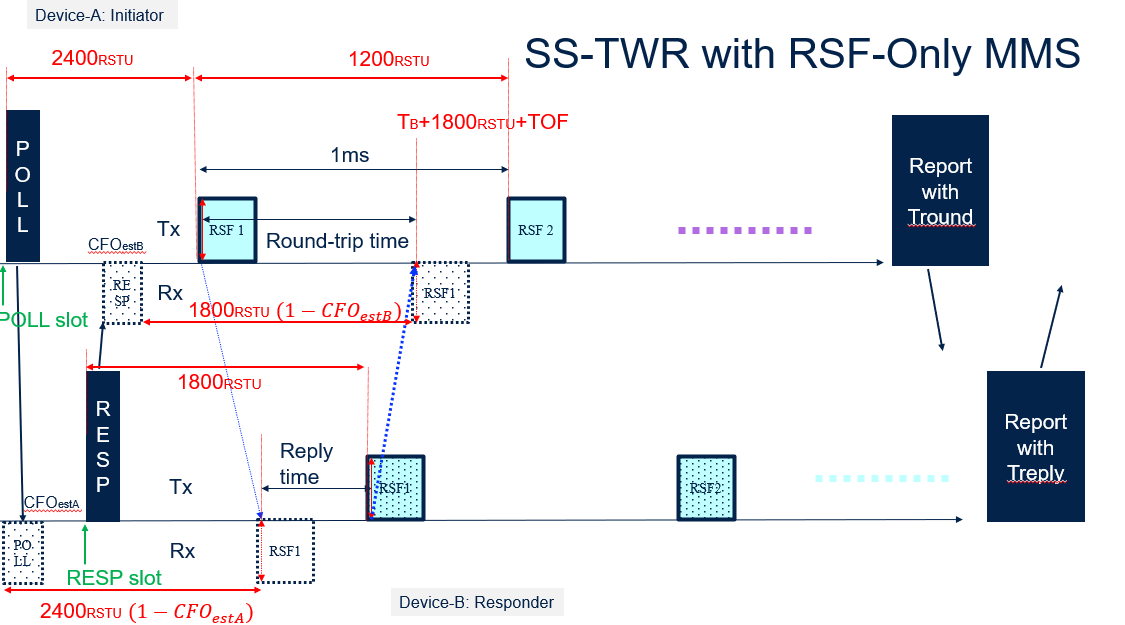 Device-A: Initiator
SS-TWR with RSF-Only MMS
2400RSTU
1200RSTU
TB+1800RSTU+TOF
1ms
POLL
Tx
RSF 1
RSF 2
Report
with
Tround
CFOestB
Round-trip time
RE
SP
Rx
RSF1
1800RSTU (1 − CFOestB)
POLL slot
1800RSTU
RESP
Reply
time
Report
with
Treply
Tx
RSF1
RSF2
CFOestA
PO
LL
Rx
RSF1
RESP slot
2400RSTU (1 − CFOestA)
Device-B: Responder